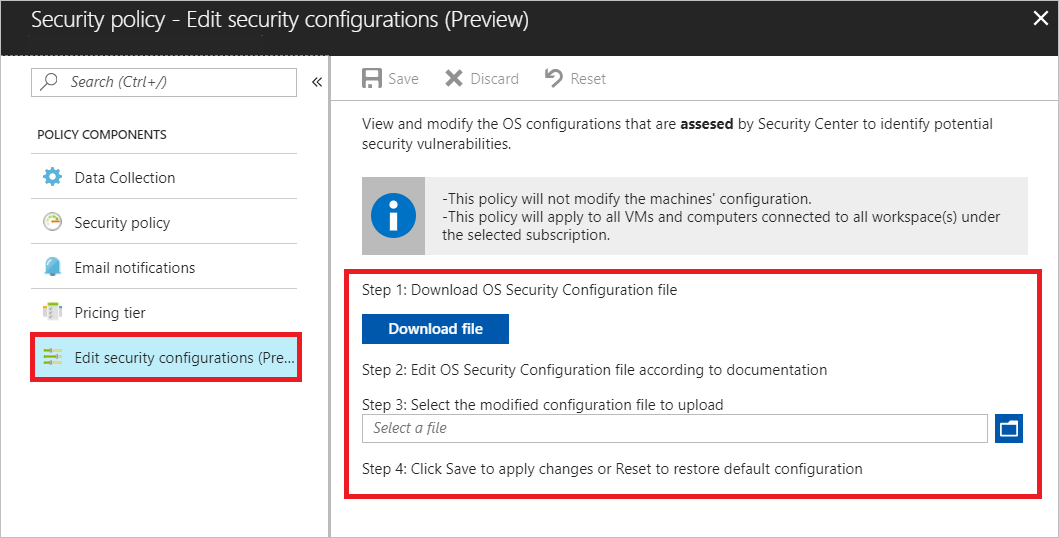 Security policy - Edit security configurations (Preview)
Search (Ctrl+/)
«
POLICY COMPONENTS
Data Collection
Security policy
Email notifications
Pricing tier
Edit security configurations (Pre...
Save Discard Reset
View and modify the OS configurations that are assesed by Security Center to identify potential
security vulnerabilities.
-This policy will not modify the machines' configuration.
-This policy will apply to all VMs and computers connected to all workspace(s) under
the selected subscription.
Step 1: Download OS Security Configuration file
Download file
Step 2: Edit OS Security Configuration file according to documentation
Step 3: Select the modified configuration file to upload
Select a file
Step 4: Click Save to apply changes or Reset to restore default configuration